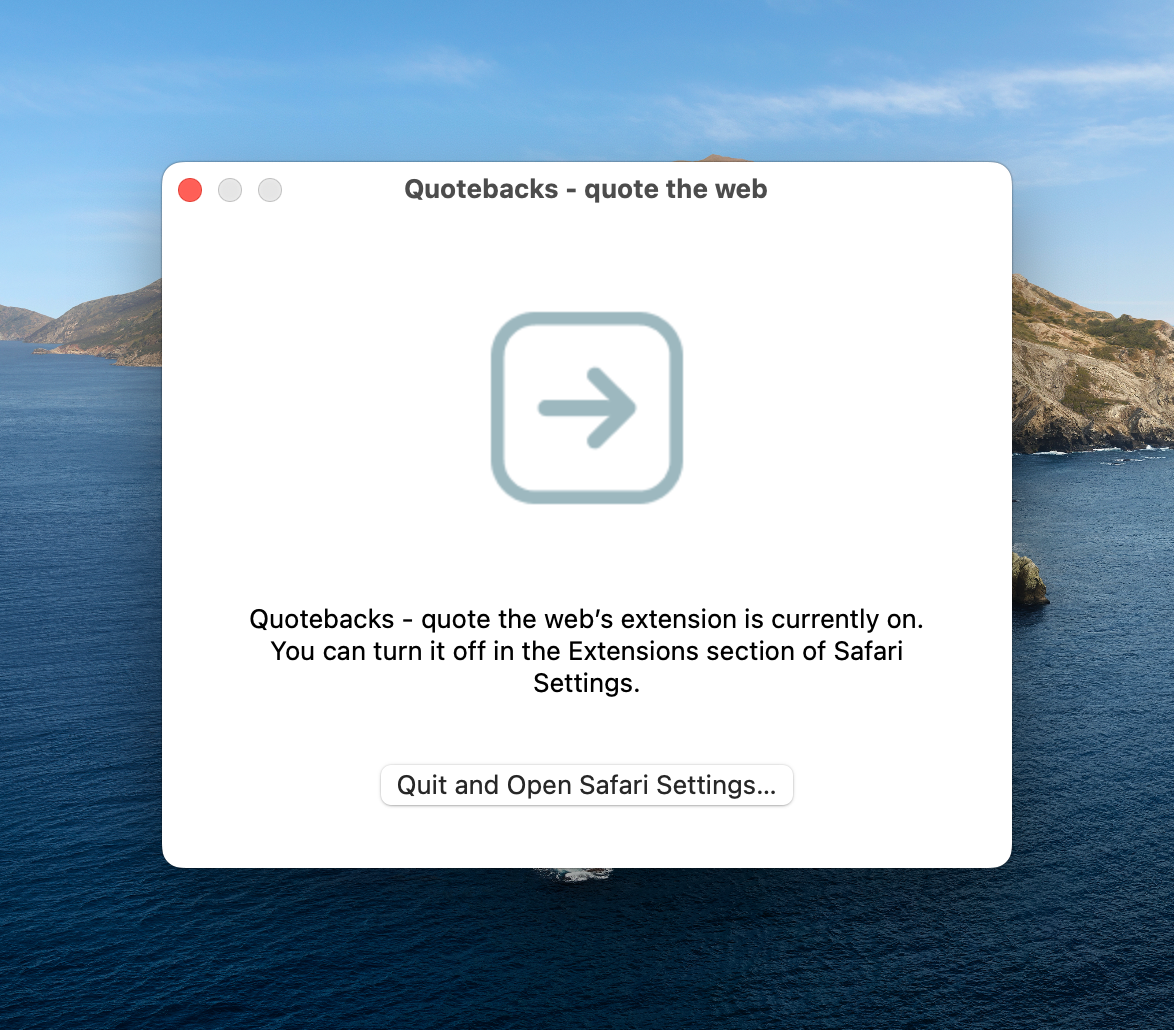 Quotebacks - quote the web
Quotebacks – quote the web’s extension is currently on.
You can turn it off in the Extensions section of Safari
Settings.
Quit and Open Safari Settings...